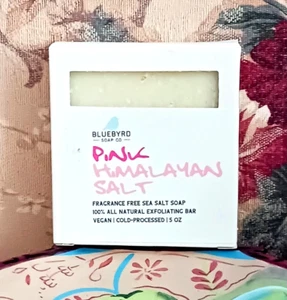 BLUEBYRD
SOAP CO
PiNK
HiMALAYAN
SALT
FRAGRANCE FREE SEA SALT SOAP
100% ALL NATURAL EXFOLIATING BAR
VEGAN | COLD-PROCESSED | 5 OZ